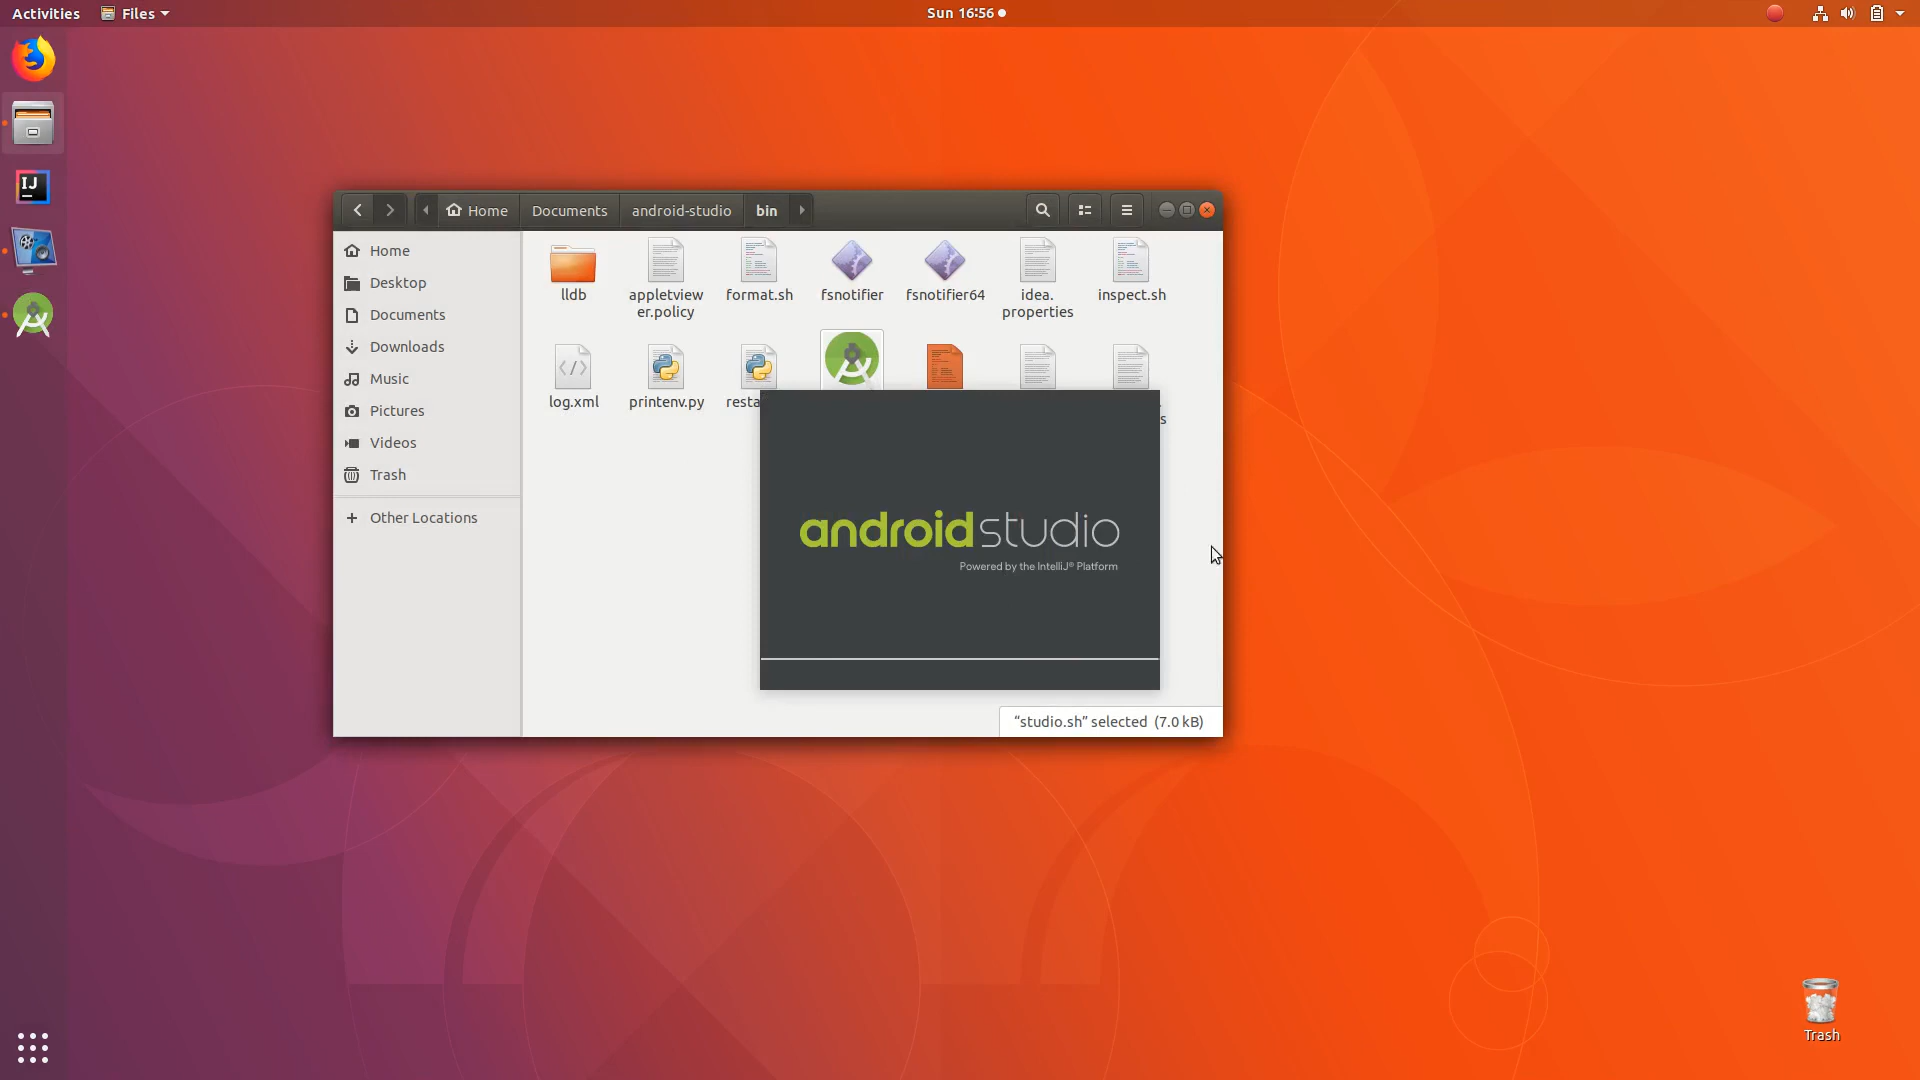 Activities
Files
Sun 16:56
Home
Documents
android-studio
bin
Home
Desktop
Documents
Downloads
Music
Pictures
Videos
Trash
Other Locations
lldb
appletview
er.policy
format.sh
fsnotifier
fsnotifier64
idea.
properties
inspect.sh
log.xml
printenv.py
resta
s
androidstudio
Powered by the IntelliJ® Platform
“studio.sh” selected (7.0 kB)
IJ
Trash